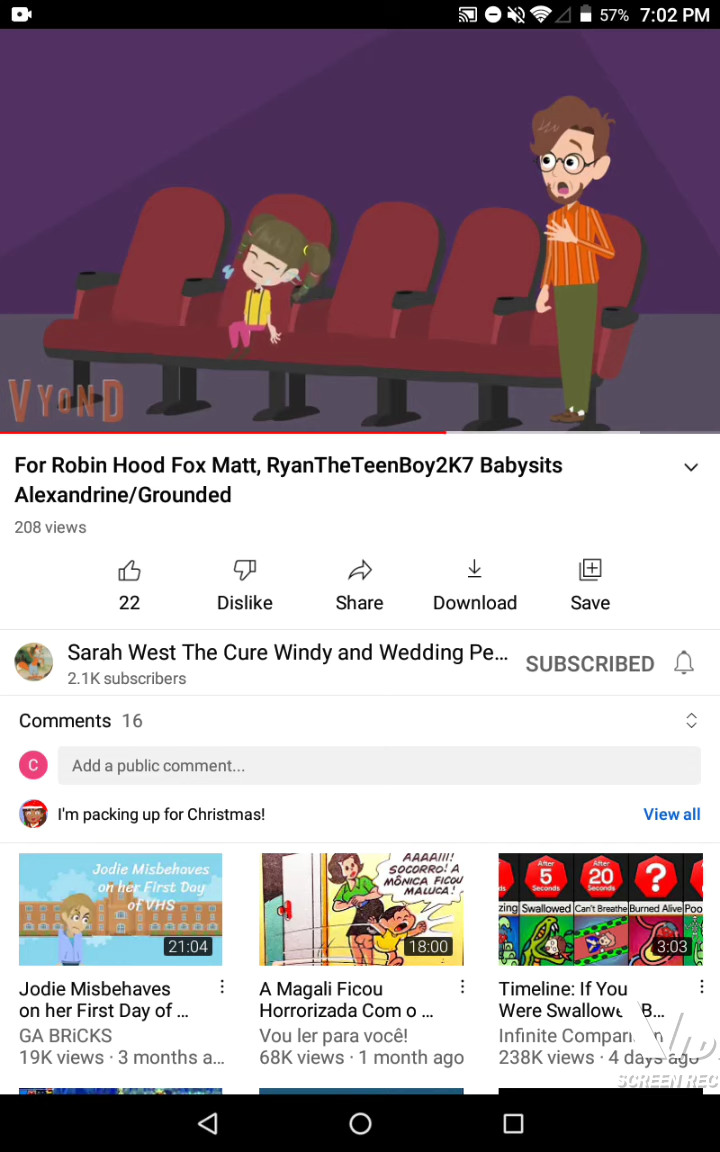 57% 7:02 PM
VYOND
For Robin Hood Fox Matt, RyanTheTeenBoy2K7 Babysits
Alexandrine/Grounded
208 views
22 Dislike Share Download Save
Sarah West The Cure Windy and Wedding Pe...
SUBSCRIBED
2.1K subscribers
Comments 16
C
Add a public comment...
I'm packing up for Christmas!
View all
Jodie Misbehaves
on her First Day
of VHS
21:04
AAAAIII!
SOCORRO! A
MÔNICA FICOU
MALUCA!
18:00
After
5
Seconds
After
20
Seconds
?
zing Swallowed Can't Breathe Burned Alive Poo
3:03
Jodie Misbehaves
on her First Day of ...
GA BRiCKS
19K views · 3 months a...
A Magali Ficou
Horrorizada Com o ...
Vou ler para você!
68K views · 1 month ago
Timeline: If You
Were Swallowe B...
Infinite Compari n
238K views · 4 days ago
SCREEN REC